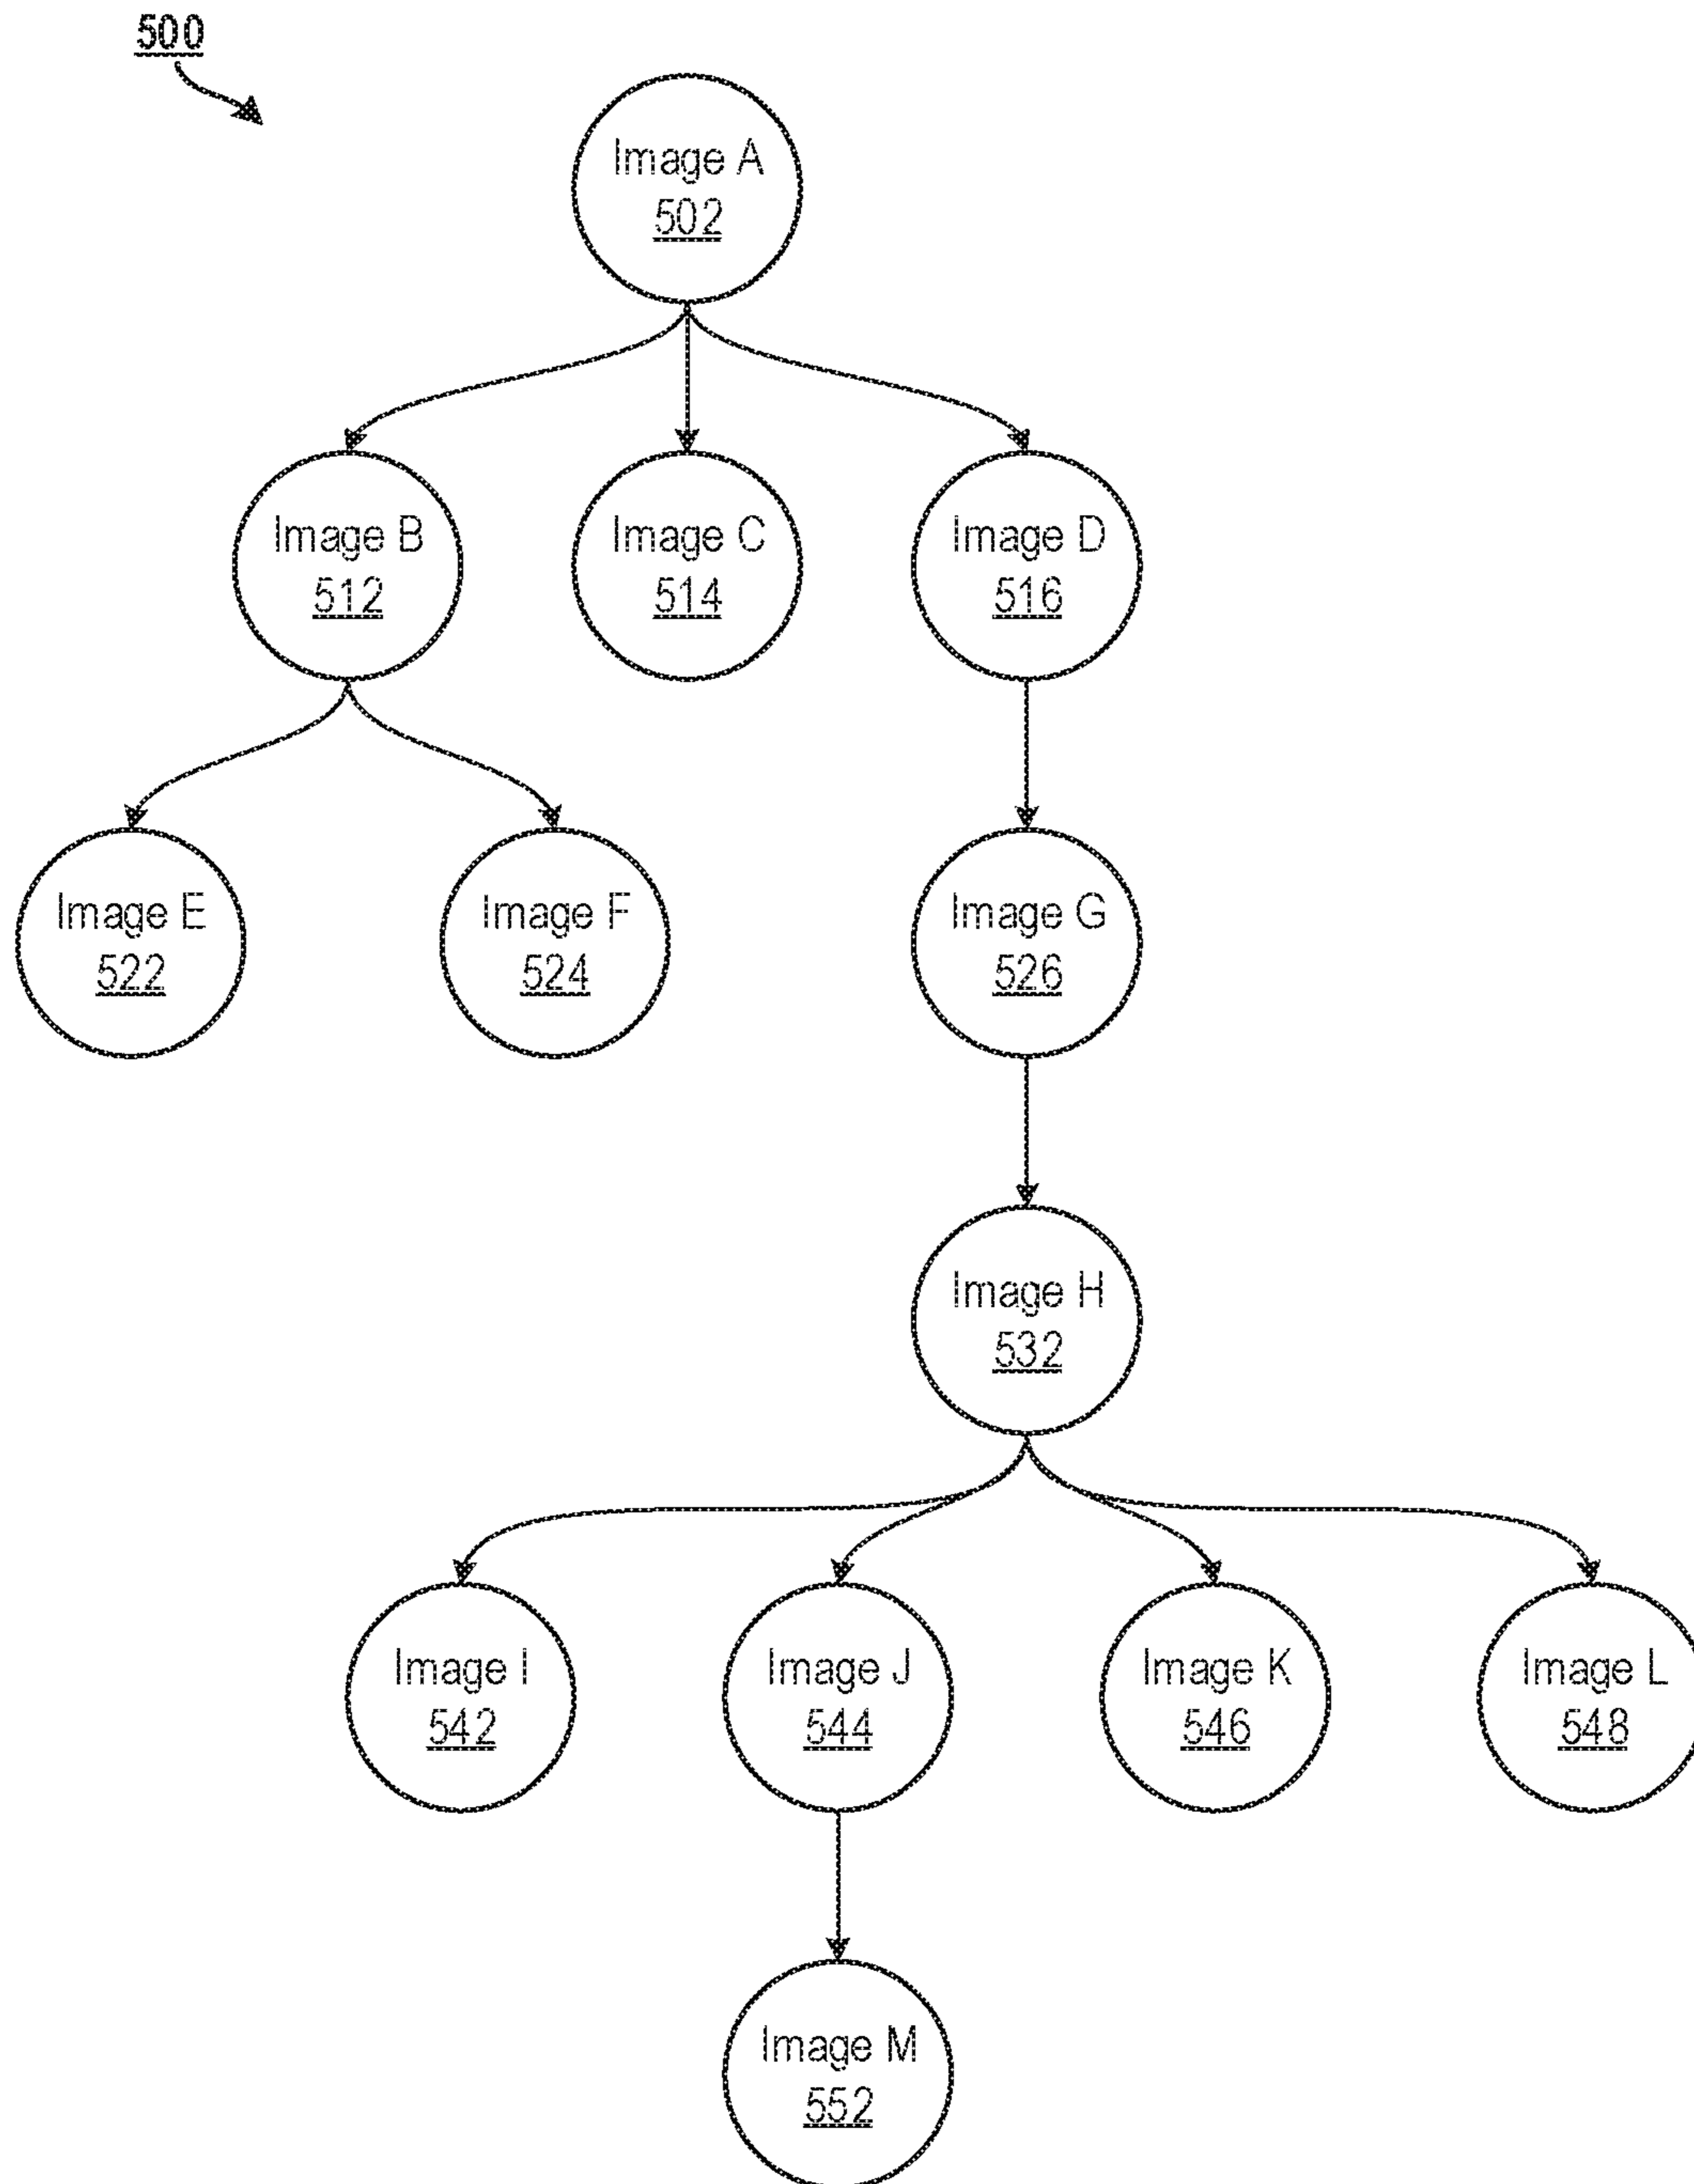 500
Image A
502
Image B
512
Image C
514
Image D
516
Image E
522
Image F
524
Image G
526
Image H
532
Image I
542
Image J
544
Image K
546
Image L
548
Image M
552